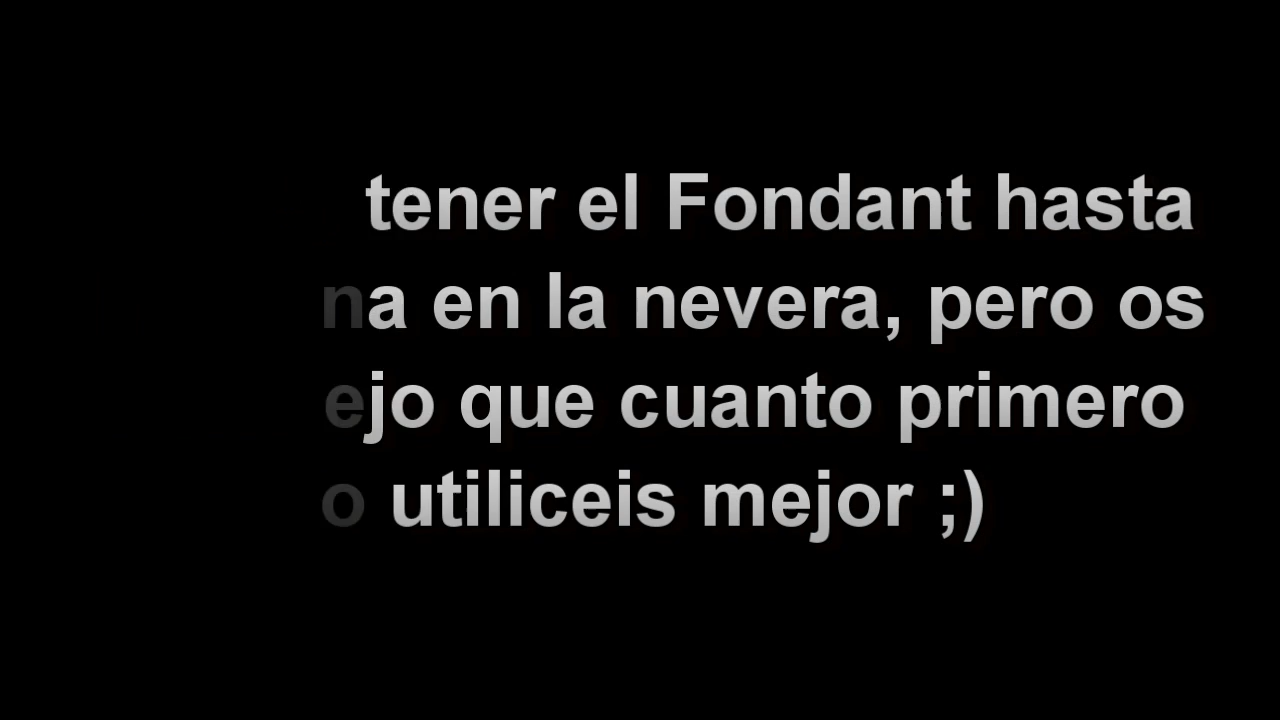 tener el Fondant hasta
na en la nevera, pero os
ejo que cuanto primero
o utiliceis mejor ;)